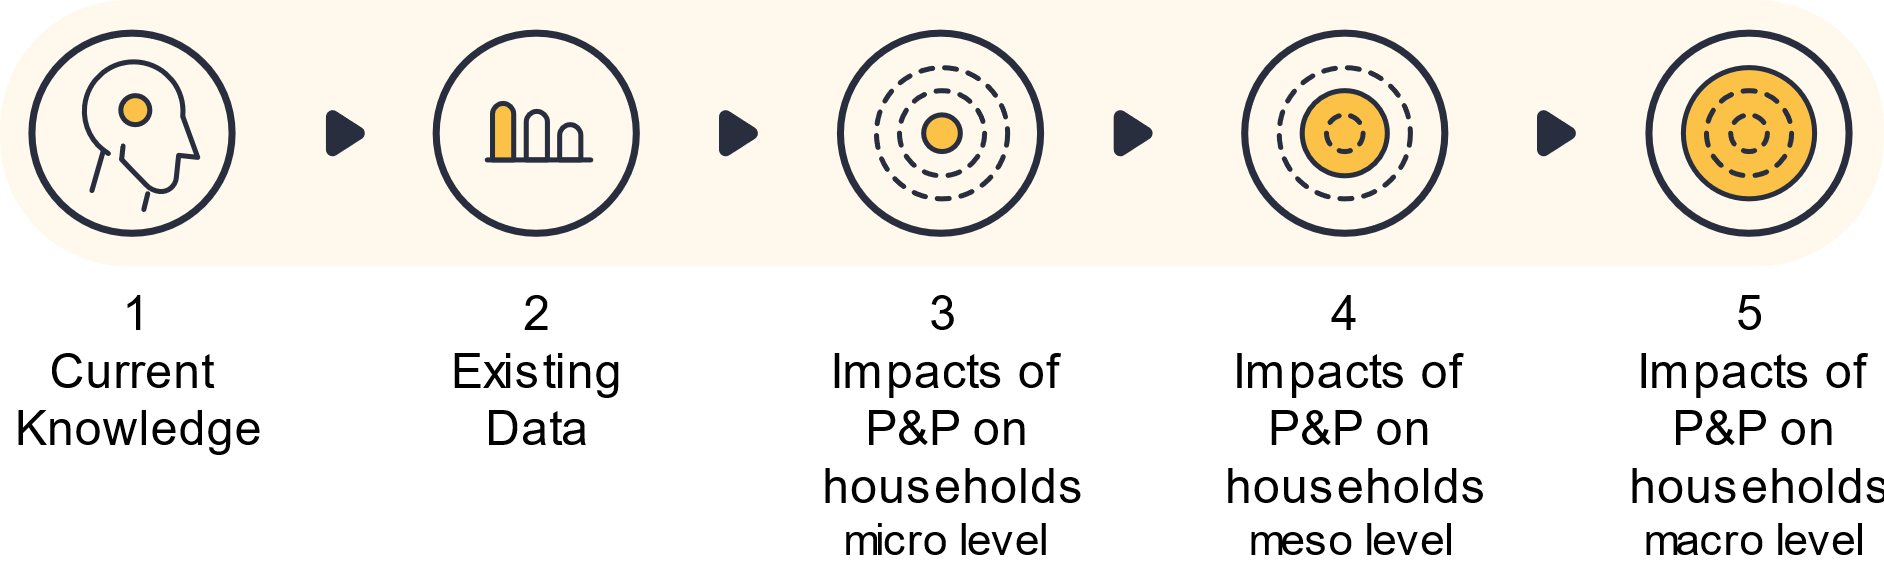 1
Current
Knowledge
2
Existing
Data
3
Impacts of
P&P on
households
micro level
4
Impacts of
P&P on
households
meso level
5
Impacts of
P&P on
households
macro level